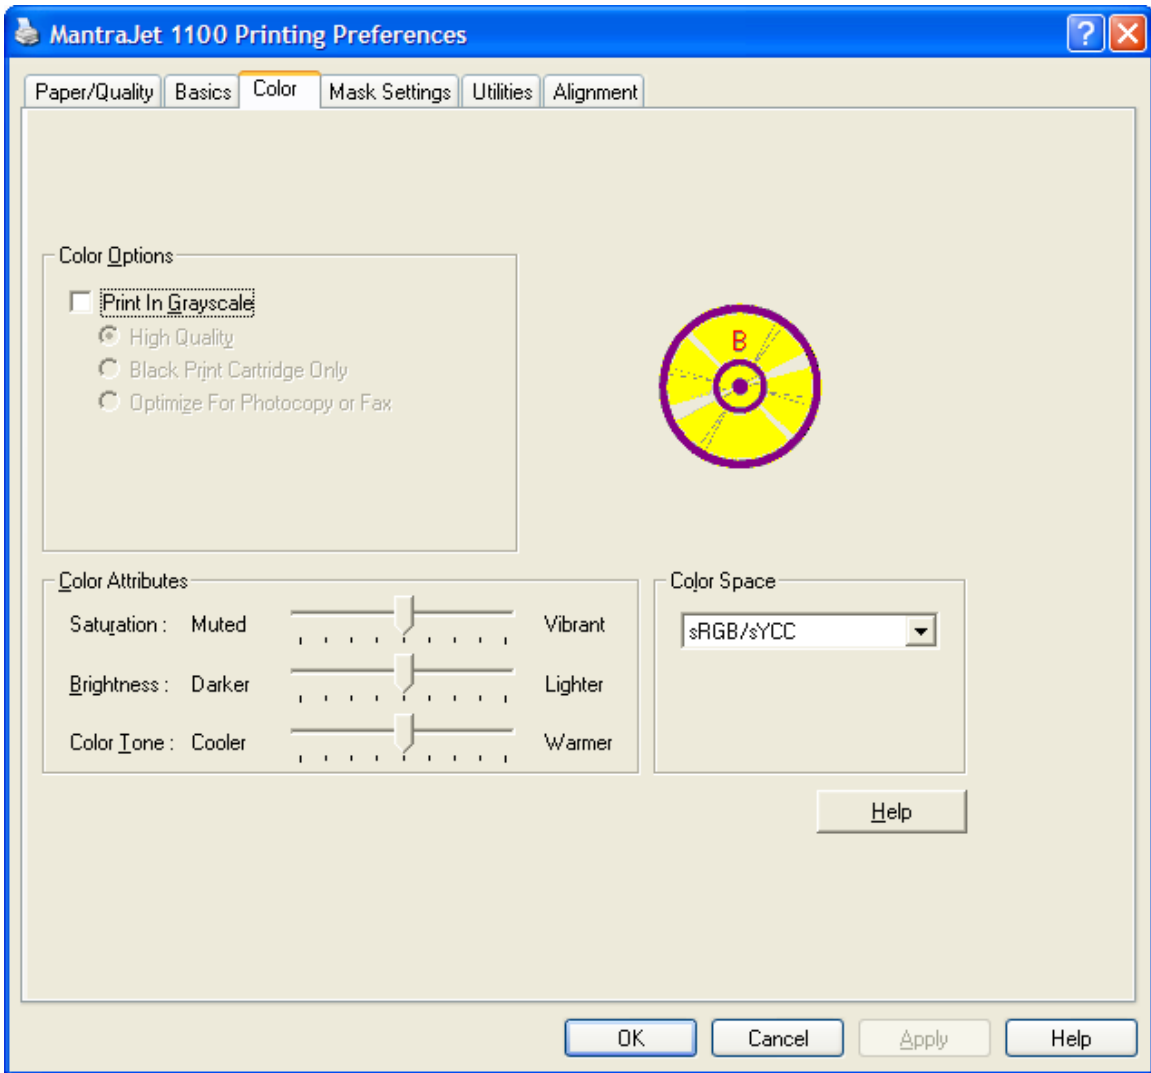 MantraJet 1100 Printing Preferences
?
Paper/Quality Basics Color Mask Settings Utilities Alignment
Color Options
Print In Grayscale
High Quality
Black Print Cartridge Only
Optimize For Photocopy or Fax
B
Color Attributes
Saturation : Muted Vibrant
Brightness : Darker Lighter
Color Tone : Cooler Warmer
Color Space
sRGB/sYCC
Help
OK Cancel Apply Help